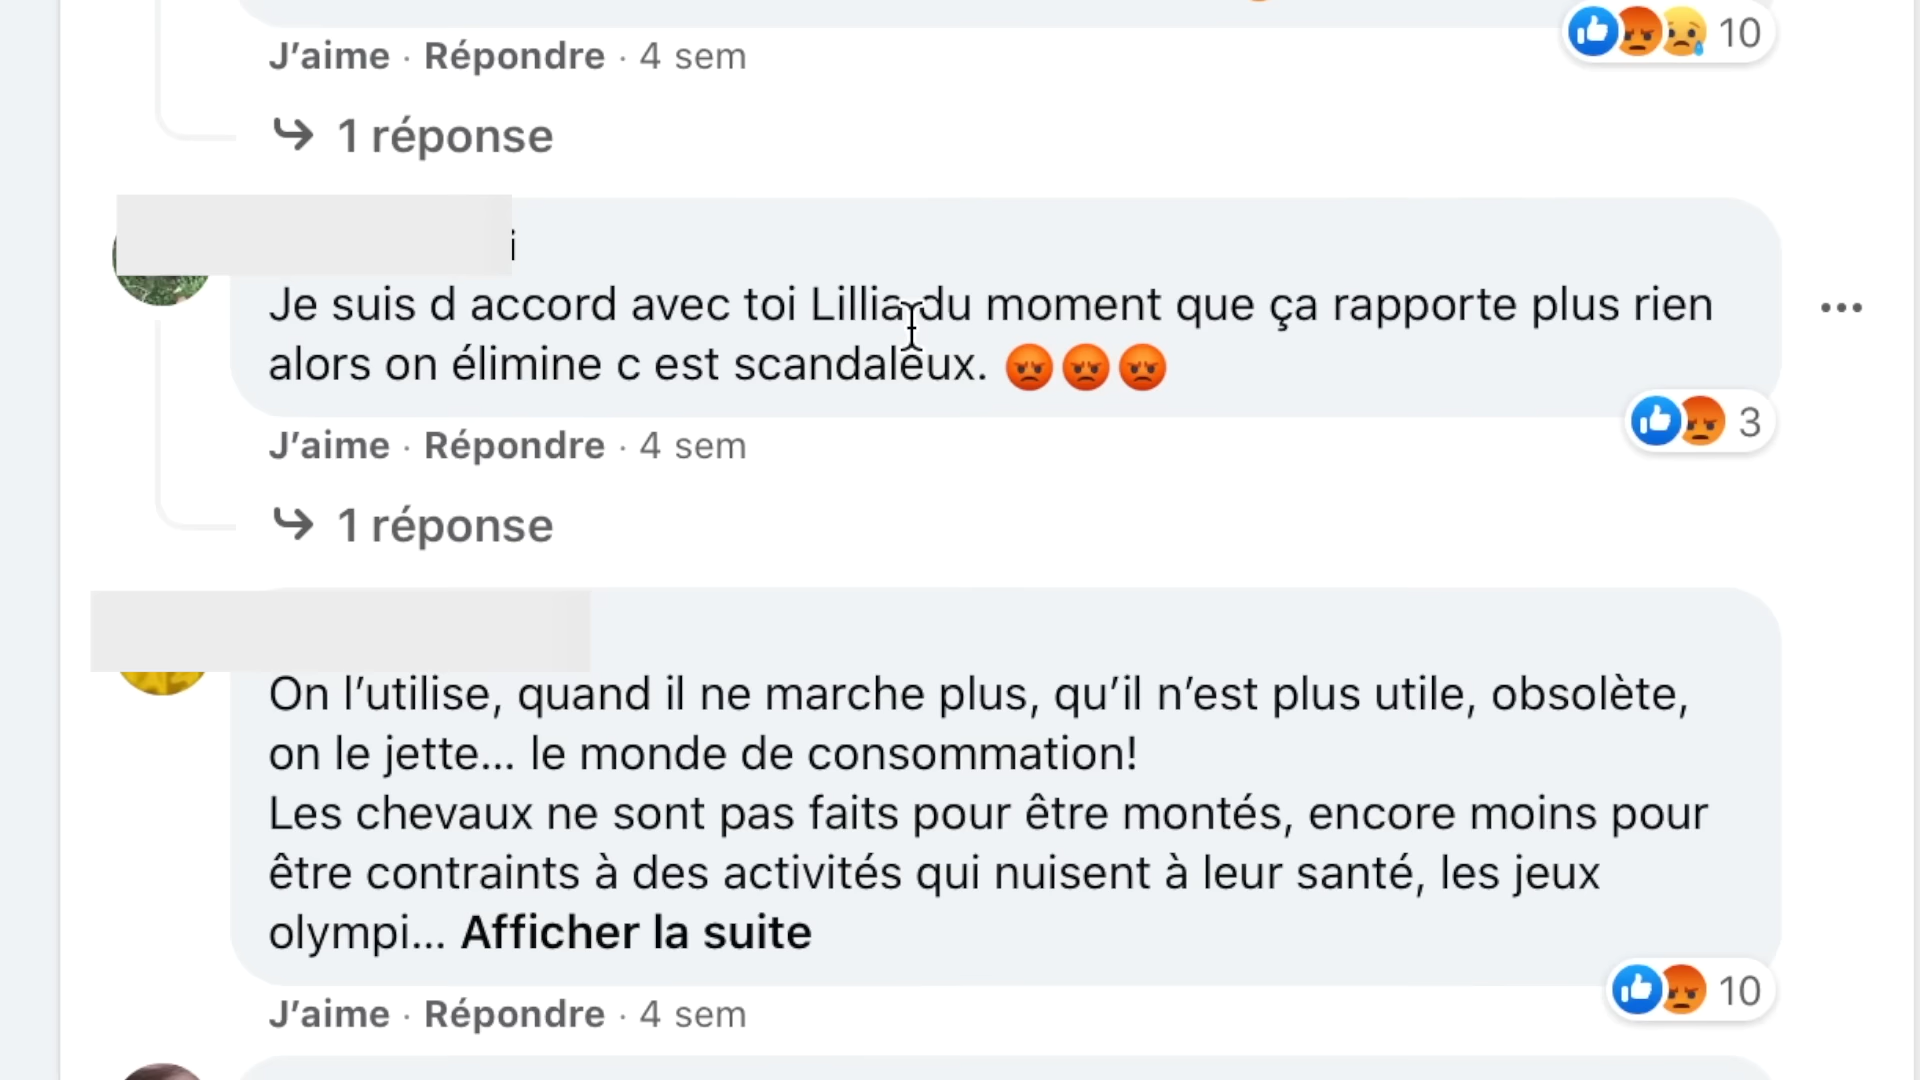 10
J’aime · Répondre · 4 sem
1 réponse
i
Je suis d accord avec toi Lillia du moment que ça rapporte plus rien
alors on élimine c est scandaleux. 😡😡😡
3
J’aime · Répondre · 4 sem
1 réponse
On l’utilise, quand il ne marche plus, qu’il n’est plus utile, obsolète,
on le jette... le monde de consommation!
Les chevaux ne sont pas faits pour être montés, encore moins pour
être contraints à des activités qui nuisent à leur santé, les jeux
olympi... Afficher la suite
10
J’aime · Répondre · 4 sem